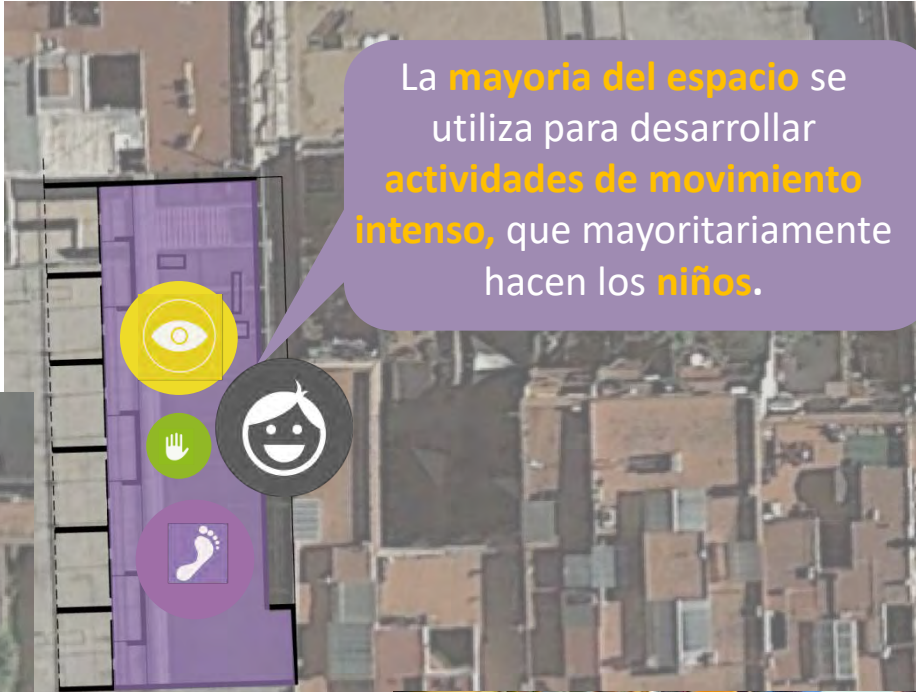 La mayoria del espacio se
utiliza para desarrollar
actividades de movimiento
intenso, que mayoritariamente
hacen los niños.